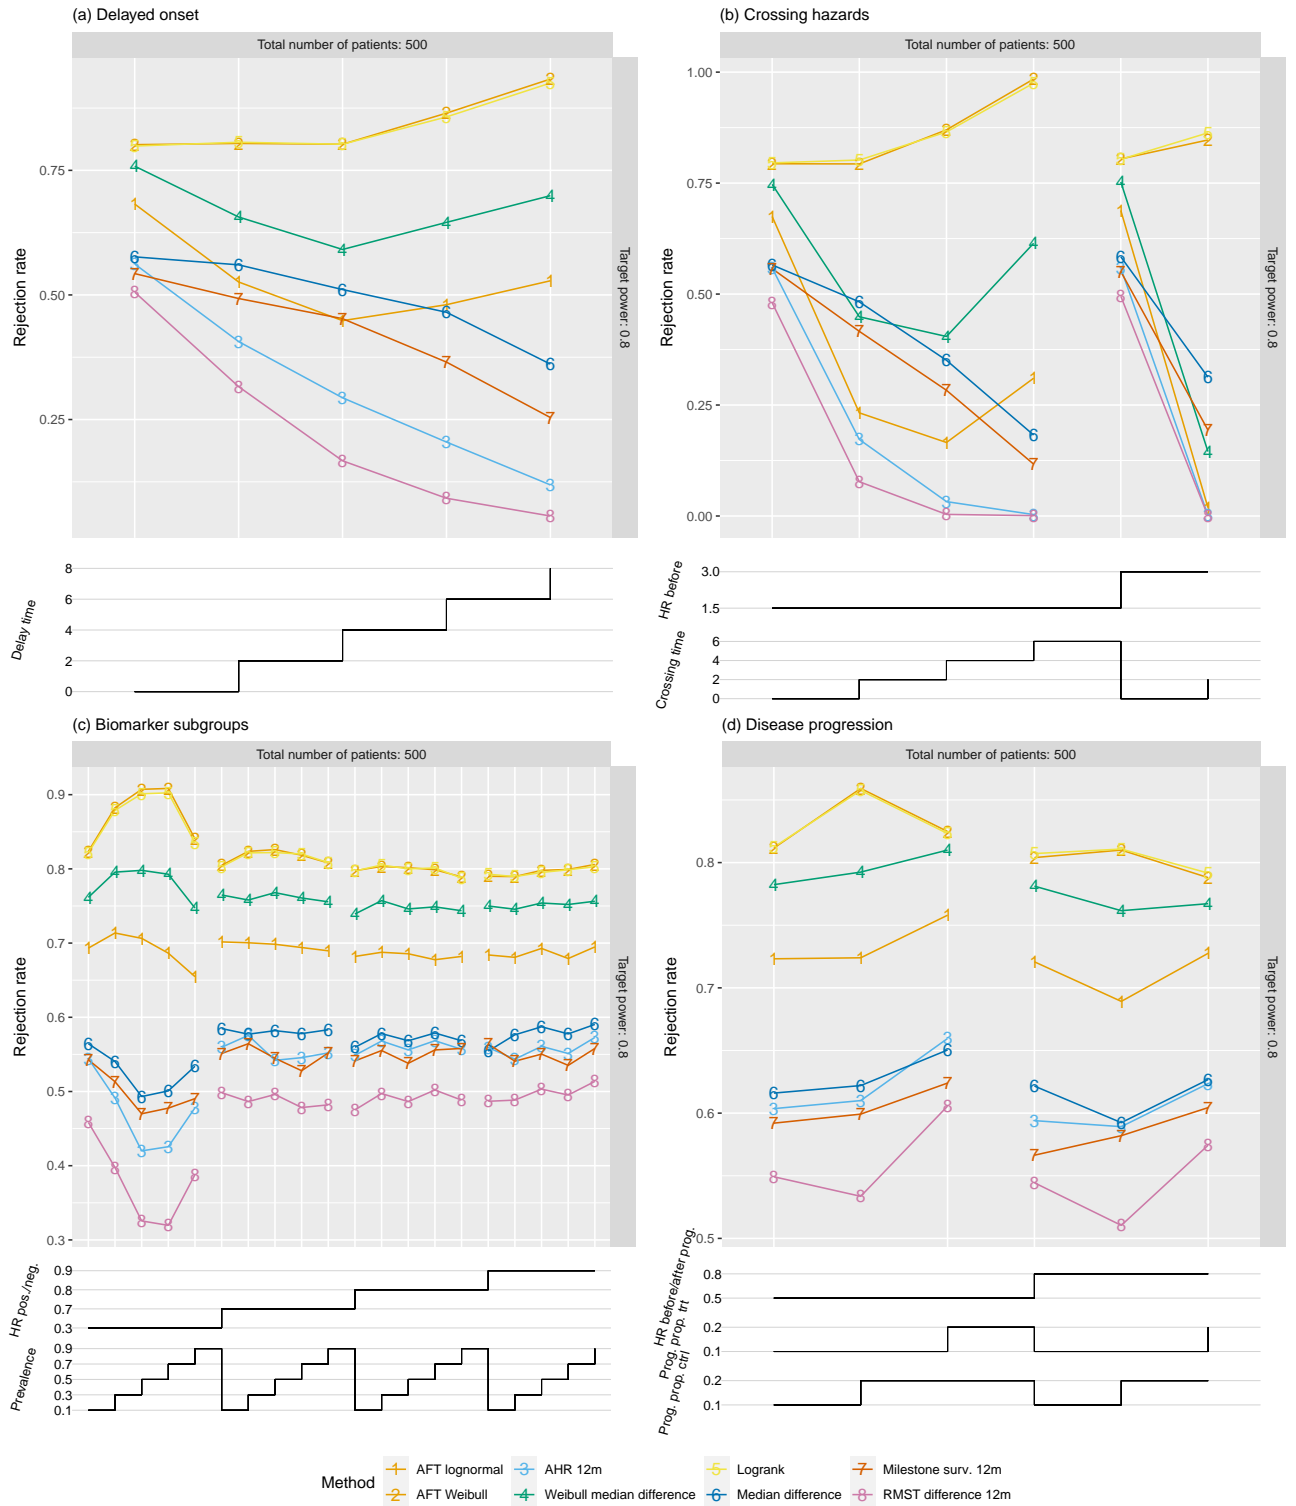 (a) Delayed onset
Total number of patients: 500
Target power: 0.8
Rejection rate
0.75
0.50
0.25
Delay time
8
6
4
2
0
(b) Crossing hazards
Total number of patients: 500
Target power: 0.8
Rejection rate
1.00
0.75
0.50
0.25
0.00
HR before
3.0
1.5
Crossing time
6
4
2
0
(c) Biomarker subgroups
Total number of patients: 500
Target power: 0.8
Rejection rate
0.9
0.8
0.7
0.6
0.5
0.4
0.3
HR pos./neg.
0.9
0.8
0.7
0.3
Prevalence
0.9
0.7
0.5
0.3
0.1
(d) Disease progression
Total number of patients: 500
Target power: 0.8
Rejection rate
0.8
0.7
0.6
0.5
HR before/after prog.
0.8
0.5
Prog. prop. trt
0.2
0.1
Prog. prop. ctrl
0.2
0.1
Method
1 AFT lognormal
2 AFT Weibull
3 AHR 12m
4 Weibull median difference
5 Logrank
6 Median difference
7 Milestone surv. 12m
8 RMST difference 12m